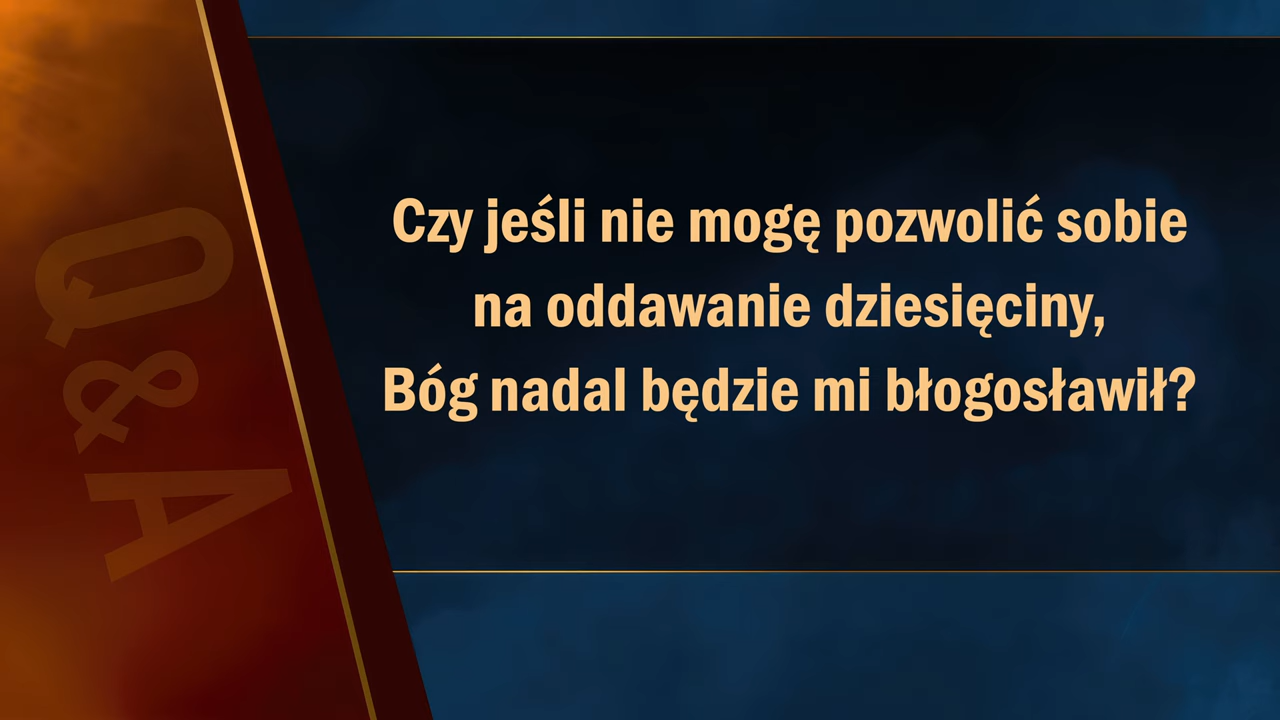 Q&A
Czy jeśli nie mogę pozwolić sobie
na oddawanie dziesięciny,
Bóg nadal będzie mi błogosławił?